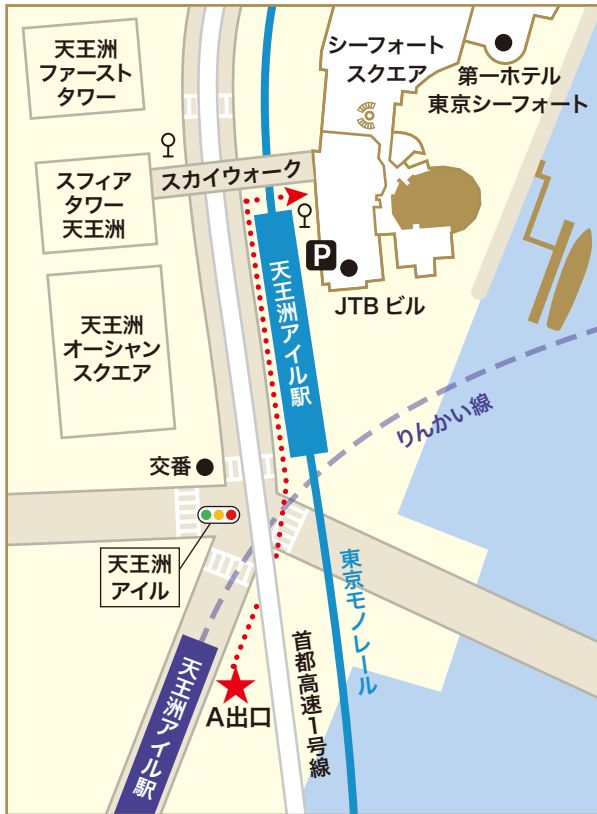 天王洲
ファースト
タワー
シーフォート
スクエア
第一ホテル
東京シーフォート
スカイウォーク
スフィア
タワー
天王洲
P
JTBビル
天王洲アイル駅
天王洲
オーシャン
スクエア
りんかい線
交番
天王洲
アイル
東京モノレール
首都高速1号線
天王洲アイル駅
A出口